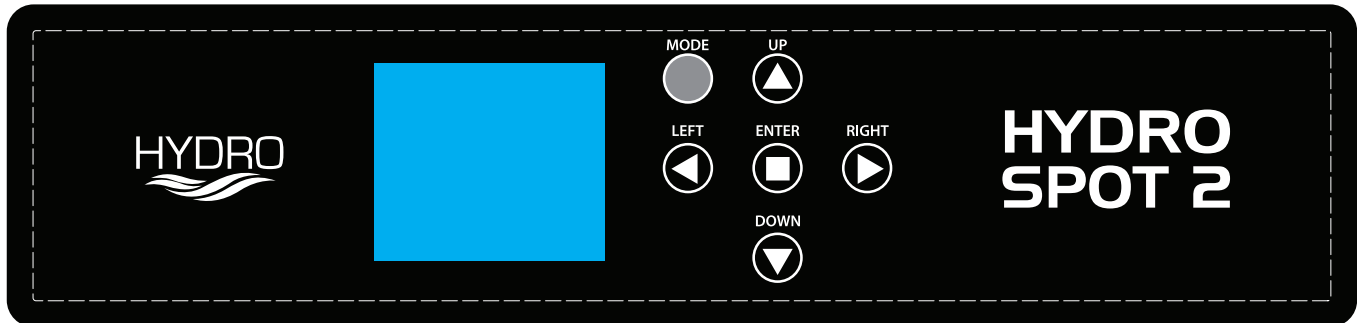 HYDRO
MODE
UP
LEFT
ENTER
RIGHT
DOWN
HYDRO
SPOT 2